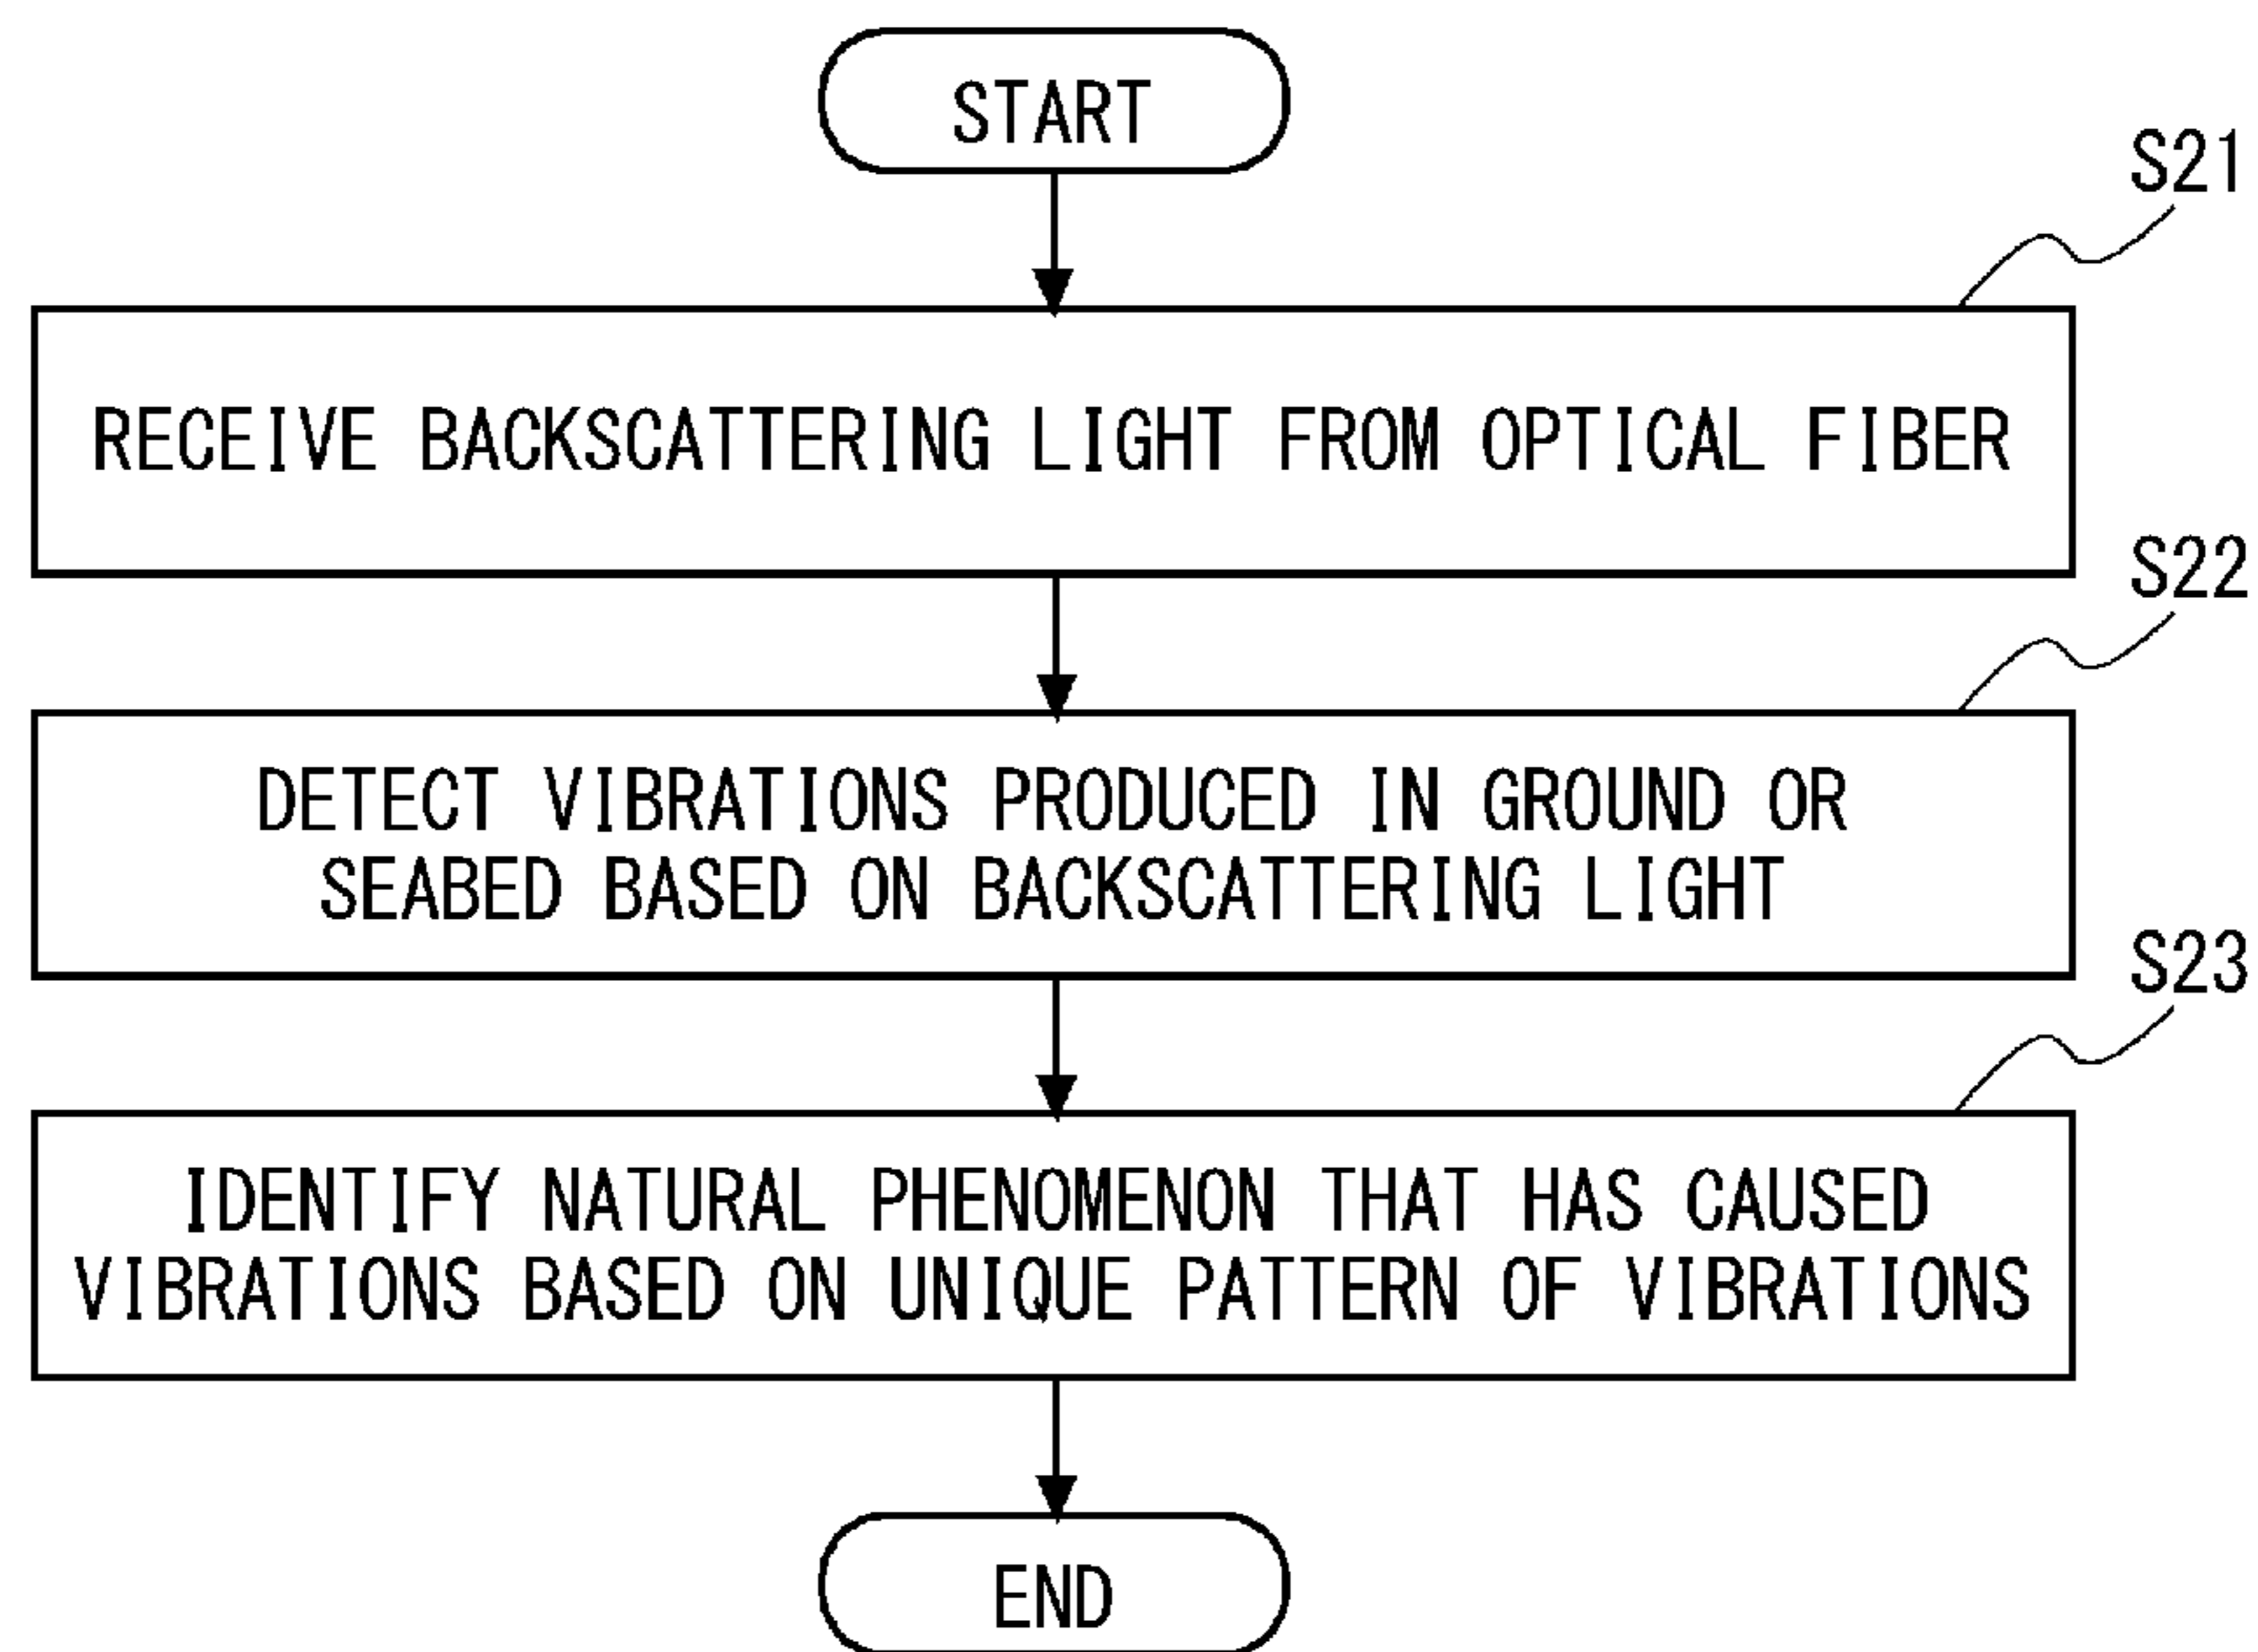 START
S21
RECEIVE BACKSCATTERING LIGHT FROM OPTICAL FIBER
S22
DETECT VIBRATIONS PRODUCED IN GROUND OR
SEABED BASED ON BACKSCATTERING LIGHT
S23
IDENTIFY NATURAL PHENOMENON THAT HAS CAUSED
VIBRATIONS BASED ON UNIQUE PATTERN OF VIBRATIONS
END